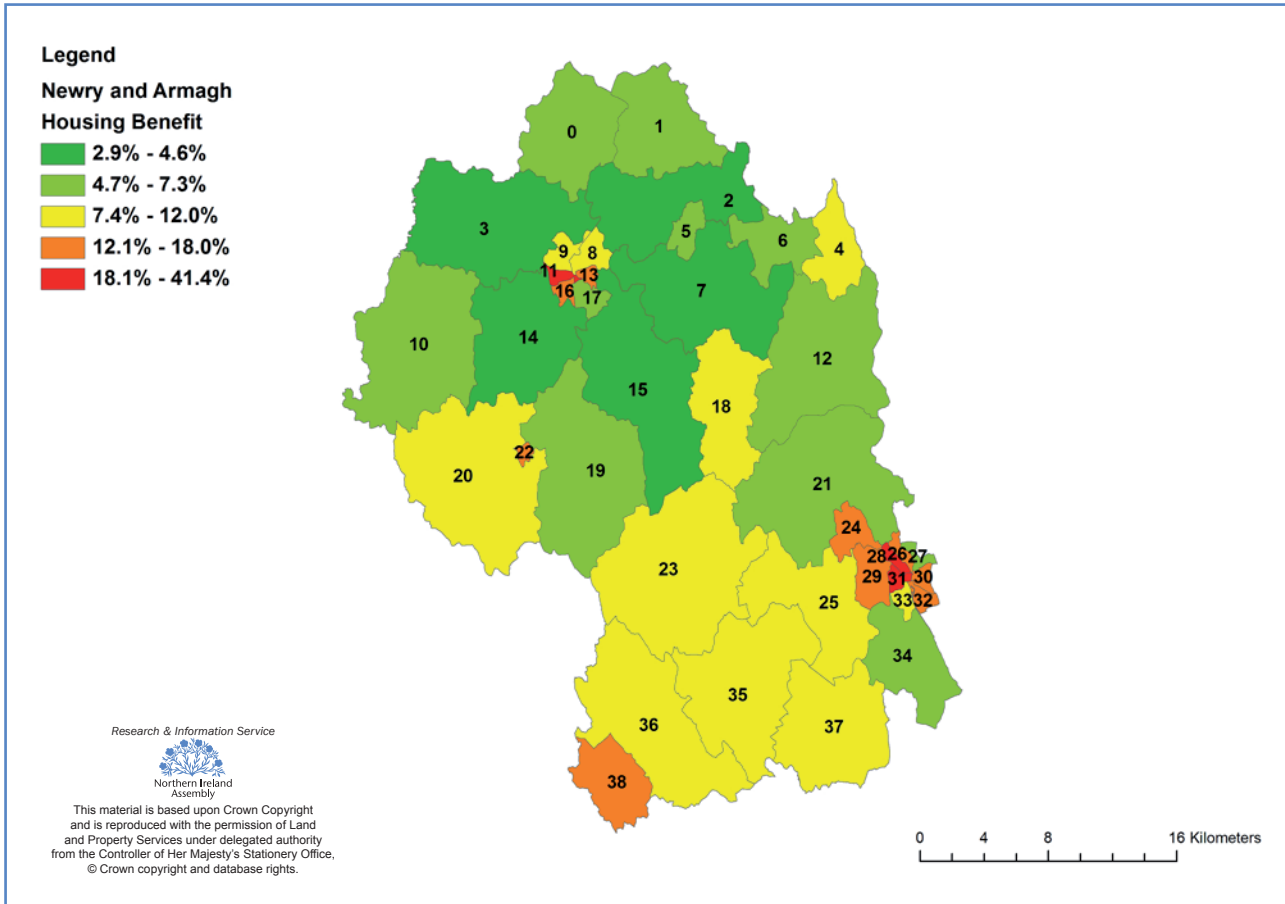 Legend
Newry and Armagh
Housing Benefit
2.9% - 4.6%
4.7% - 7.3%
7.4% - 12.0%
12.1% - 18.0%
18.1% - 41.4%
0
1
2
3
4
5
6
7
8
9
10
11
12
13
14
15
16
17
18
19
20
21
22
23
24
25
26
27
28
29
30
31
32
33
34
35
36
37
38
Research & Information Service
Northern Ireland
Assembly
This material is based upon Crown Copyright
and is reproduced with the permission of Land
and Property Services under delegated authority
from the Controller of Her Majesty's Stationery Office,
© Crown copyright and database rights.
0 4 8 16 Kilometers